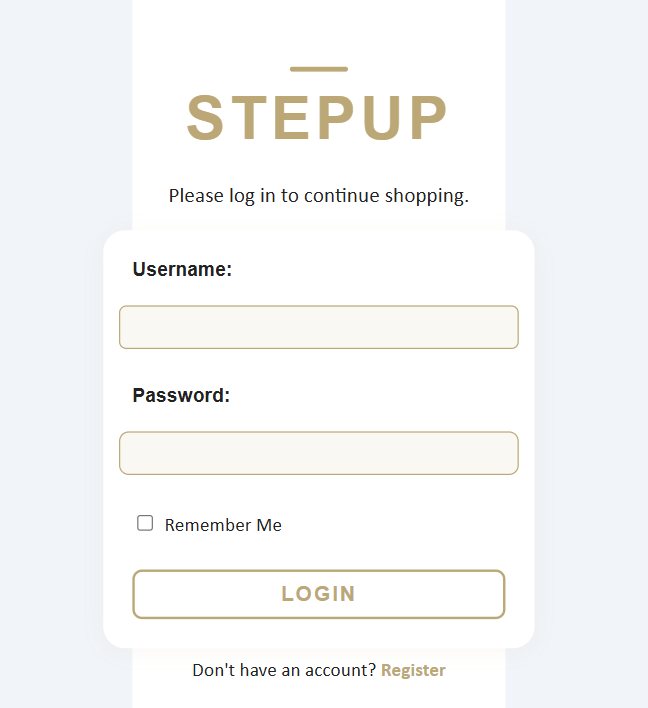 STEPUP
Please log in to continue shopping.
Username:
Password:
Remember Me
LOGIN
Don't have an account? Register